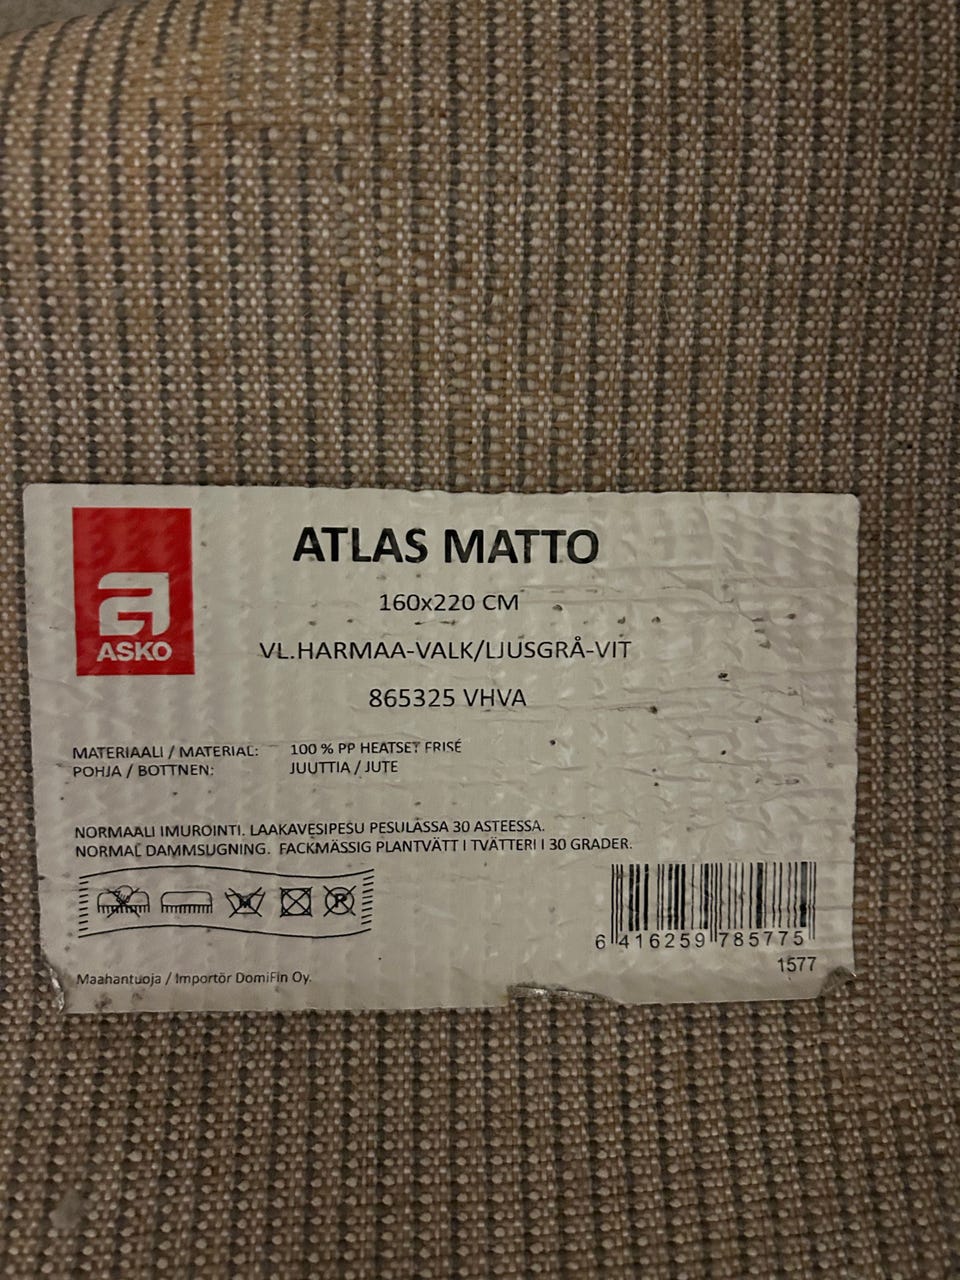 ASKO
ATLAS MATTO
160x220 CM
VL.HARMAA-VALK/LJUSGRÅ-VIT
865325 VHVA
MATERIAALI / MATERIAL: 100 % PP HEATSET FRISÉ
POHJA / BOTTNEN: JUUTTIA / JUTE
NORMAALI IMUROINTI. LAAKAVESIPESU PESULASSA 30 ASTEESSA.
NORMAL DAMMSUGNING. FACKMÄSSIG PLANTVÄTT I TVÄTTERI I 30 GRADER.
Maahantuoja / Importör DomiFin Oy.
6 416259 785775
1577